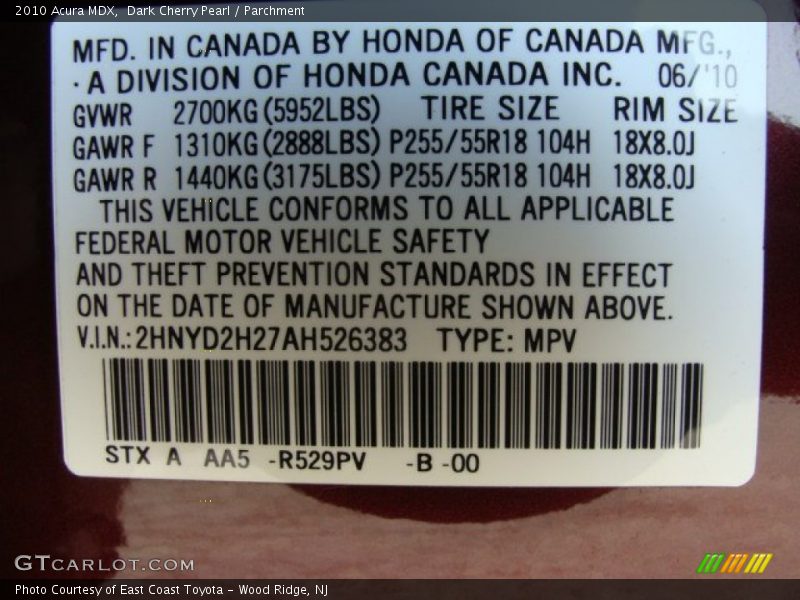 2010 Acura MDX, Dark Cherry Pearl / Parchment
MFD. IN CANADA BY HONDA OF CANADA MFG.,
· A DIVISION OF HONDA CANADA INC. 06/'10
GVWR 2700KG(5952LBS) TIRE SIZE RIM SIZE
GAWR F 1310KG(2888LBS) P255/55R18 104H 18X8.0J
GAWR R 1440KG(3175LBS) P255/55R18 104H 18X8.0J
THIS VEHICLE CONFORMS TO ALL APPLICABLE
FEDERAL MOTOR VEHICLE SAFETY
AND THEFT PREVENTION STANDARDS IN EFFECT
ON THE DATE OF MANUFACTURE SHOWN ABOVE.
V.I.N.:2HNYD2H27AH526383 TYPE: MPV
STX A AA5 -R529PV -B -00
GTCARLOT.COM
Photo Courtesy of East Coast Toyota – Wood Ridge, NJ